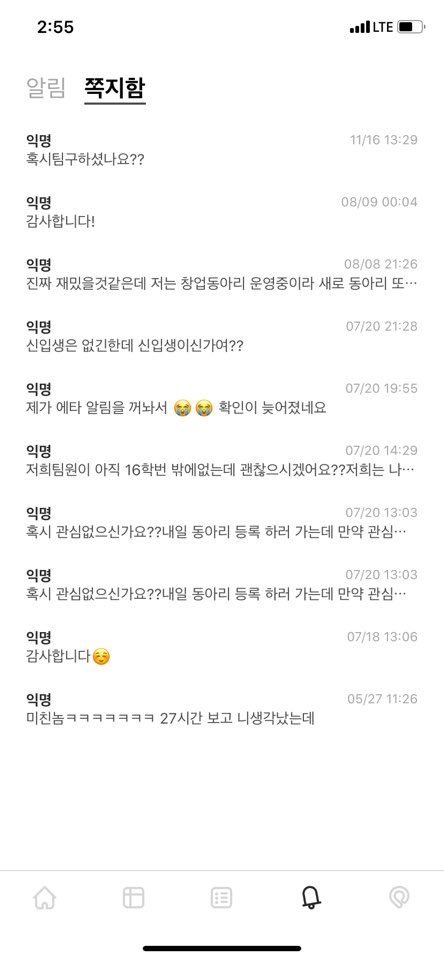 2:55 LTE
알림 쪽지함
익명 11/16 13:29
혹시팀구하셨나요??
익명 08/09 00:04
감사합니다!
익명 08/08 21:26
진짜 재밌을것같은데 저는 창업동아리 운영중이라 새로 동아리 또…
익명 07/20 21:28
신입생은 없긴한데 신입생이신가여??
익명 07/20 19:55
제가 에타 알림을 꺼놔서 😭😭 확인이 늦어졌네요
익명 07/20 14:29
저희팀원이 아직 16학번 밖에없는데 괜찮으시겠어요??저희는 나…
익명 07/20 13:03
혹시 관심없으신가요??내일 동아리 등록 하러 가는데 만약 관심…
익명 07/20 13:03
혹시 관심없으신가요??내일 동아리 등록 하러 가는데 만약 관심…
익명 07/18 13:06
감사합니다☺️
익명 05/27 11:26
미친놈ㅋㅋㅋㅋㅋㅋㅋ 27시간 보고 니생각났는데